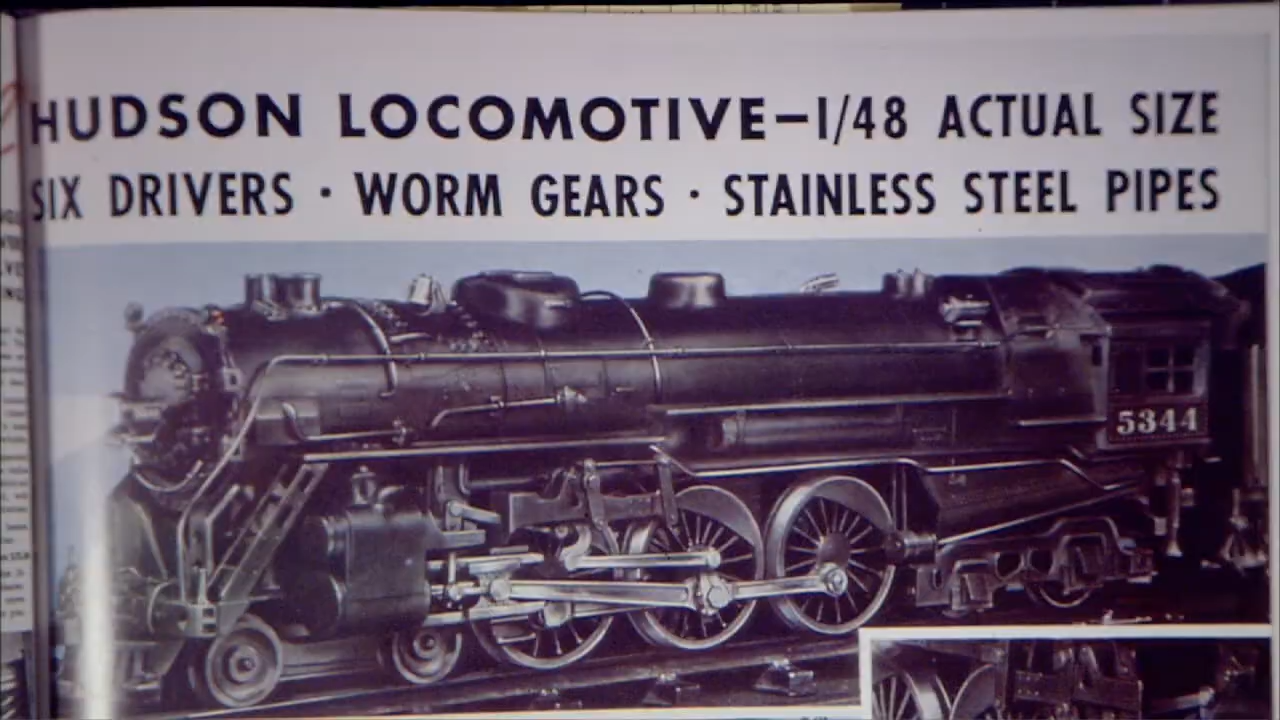 HUDSON LOCOMOTIVE—1/48 ACTUAL SIZE
SIX DRIVERS · WORM GEARS · STAINLESS STEEL PIPES
5344